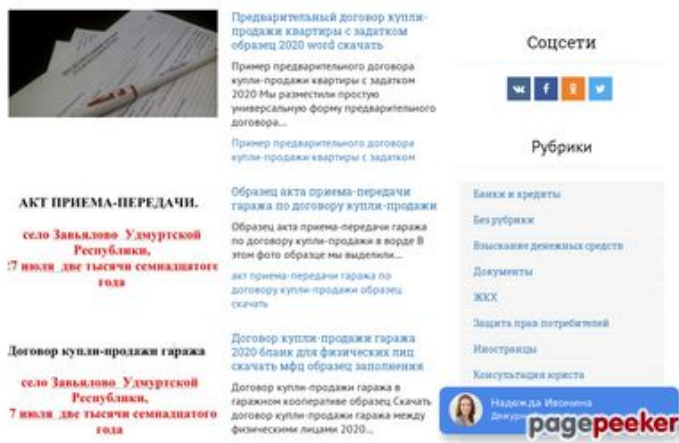 Предварительный договор купли-
продажи квартиры с задатком
образец 2020 word скачать
Пример предварительного договора
купли-продажи квартиры с задатком
2020 Мы разместили простую
универсальную форму предварительного
договора...
Пример предварительного договора
купли-продажи квартиры с задатком
АКТ ПРИЕМА-ПЕРЕДАЧИ.
село Завьялово Удмуртской
Республики,
7 июля две тысячи семнадцатого
года
Образец акта приема-передачи
гаража по договору купли-продажи
Образец акта приема-передачи гаража
по договору купли-продажи в ворде В
этом фото образце мы выделили...
акт приема-передачи гаража по
договору купли-продажи образец
скачать
Договор купли-продажи гаража
село Завьялово Удмуртской
Республики,
7 июля две тысячи семнадцатого
года
Договор купли-продажи гаража
2020 бланк для физических лиц
скачать мфц образец заполнения
Договор купли-продажи гаража в
гаражном кооперативе образец Скачать
договор купли-продажи гаража между
физическими лицами 2020...
Соцсети
Рубрики
Банки и кредиты
Без рубрики
Взыскание денежных средств
Документы
ЖКХ
Защита прав потребителей
Иностранцы
Консультация юриста
Надежда Ивонина
pagepeeker